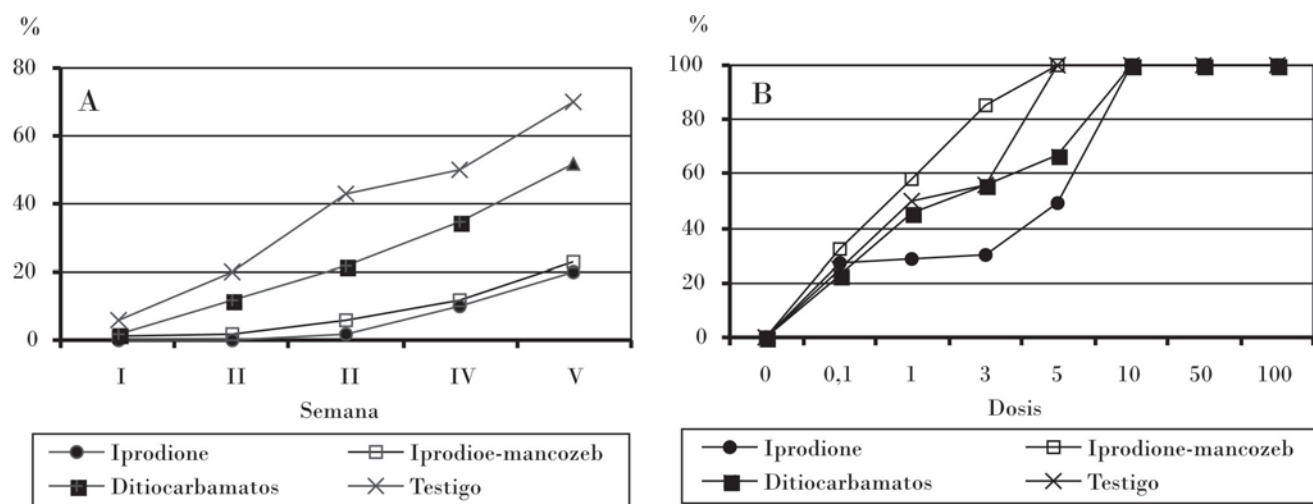 %
80
A
60
40
20
0
I II II IV V
Semana
Iprodione Iprodioe-mancozeb
Ditiocarbamatos Testigo
%
100
B
80
60
40
20
0
0 0,1 1 3 5 10 50 100
Dosis
Iprodione Iprodione-mancozeb
Ditiocarbamatos Testigo